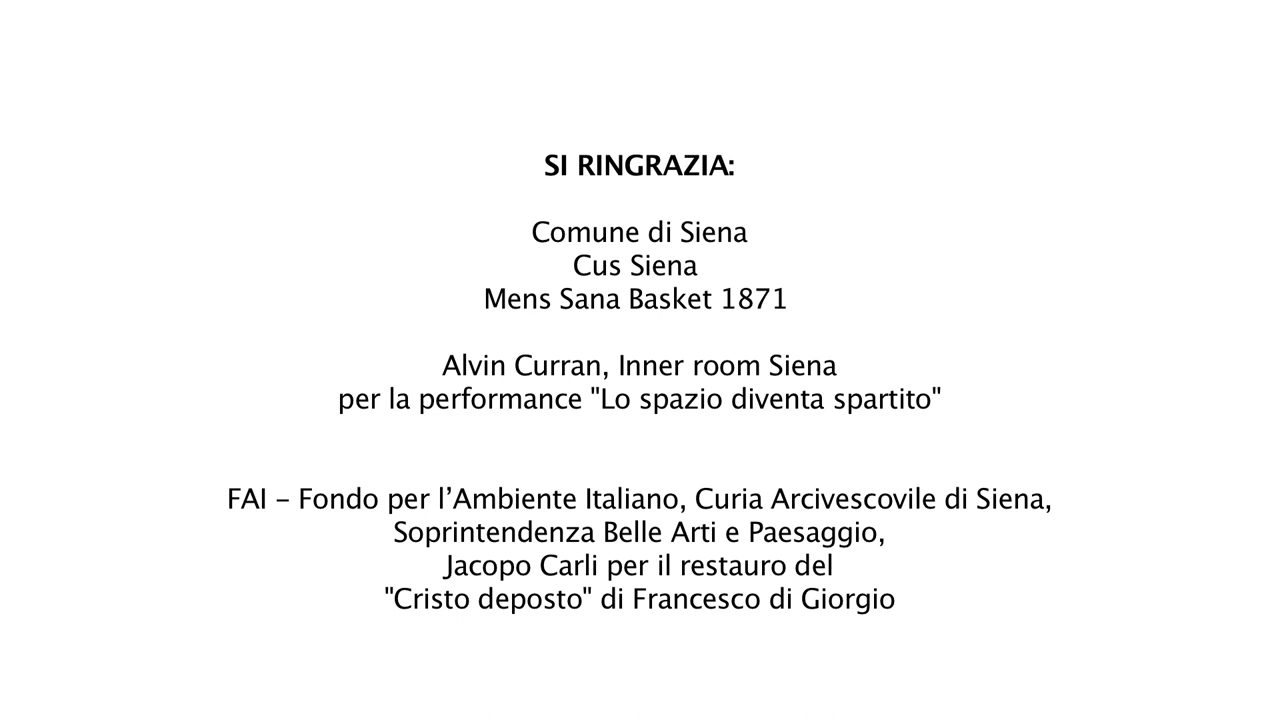 SI RINGRAZIA:
Comune di Siena
Cus Siena
Mens Sana Basket 1871
Alvin Curran, Inner room Siena
per la performance "Lo spazio diventa spartito"
FAI – Fondo per l’Ambiente Italiano, Curia Arcivescovile di Siena,
Soprintendenza Belle Arti e Paesaggio,
Jacopo Carli per il restauro del
"Cristo deposto" di Francesco di Giorgio